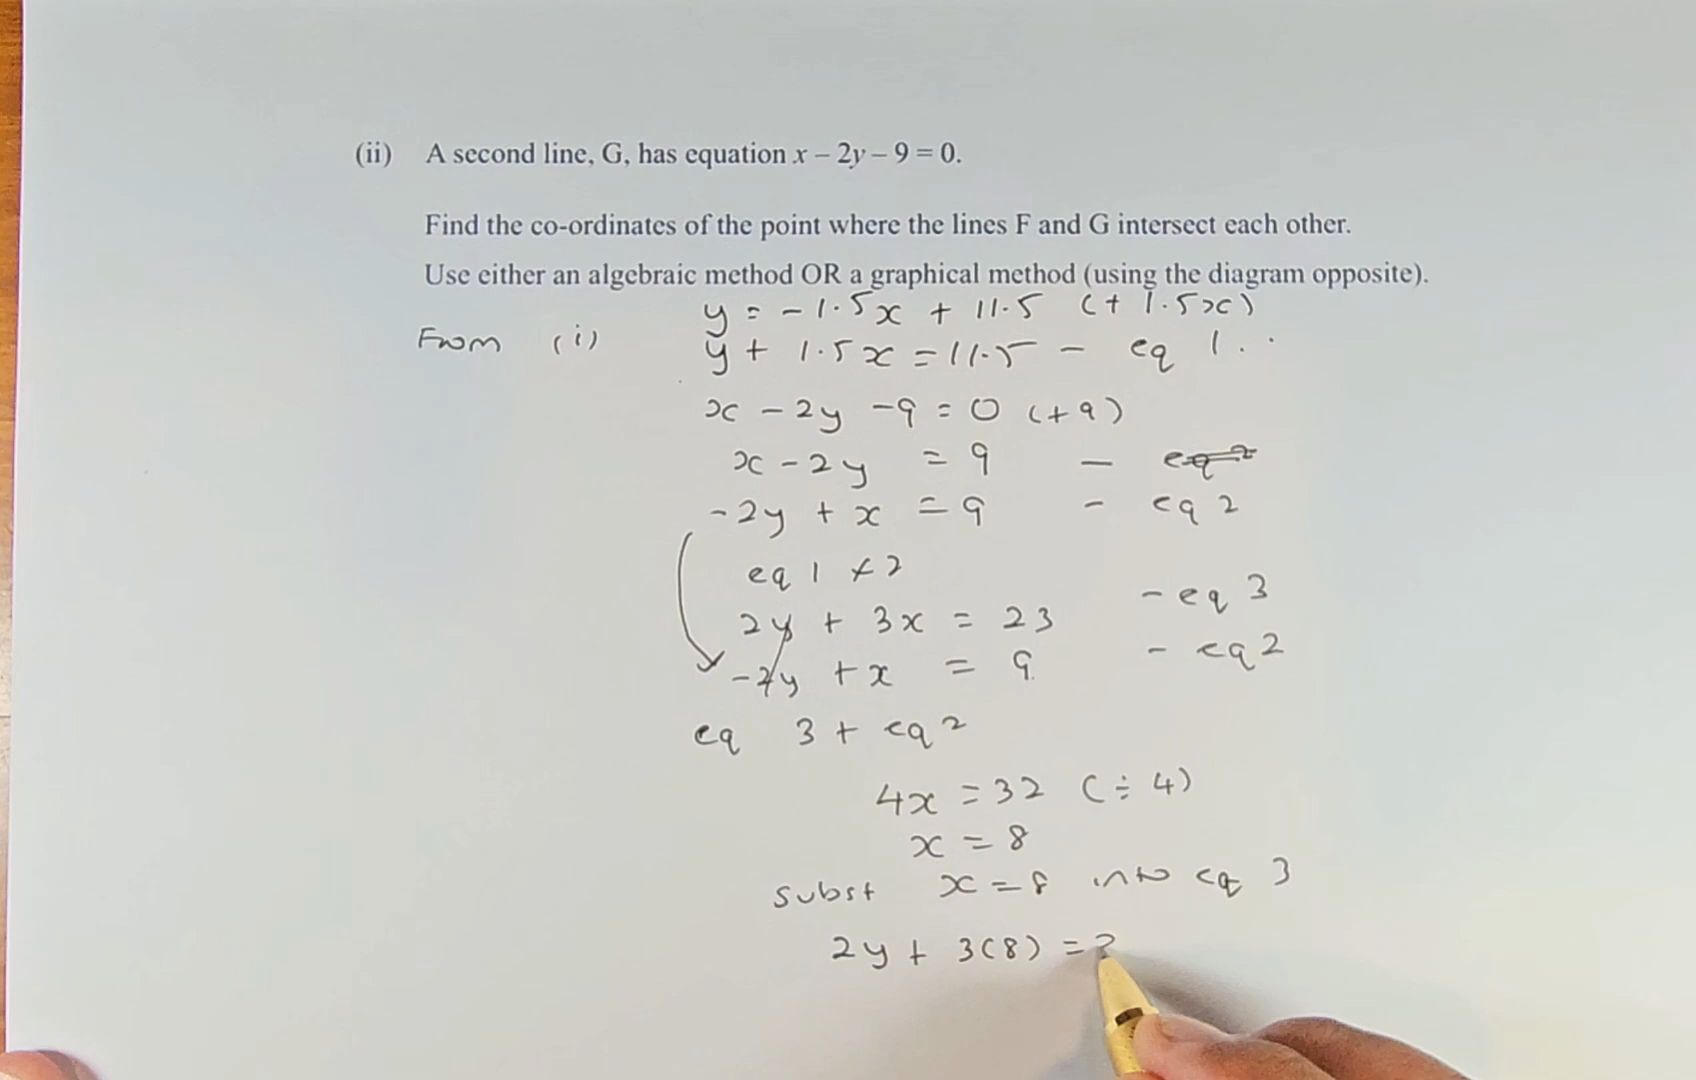 (ii) A second line, G, has equation x – 2y – 9 = 0.
Find the co-ordinates of the point where the lines F and G intersect each other.
Use either an algebraic method OR a graphical method (using the diagram opposite).
y = -1.5x + 11.5 (+ 1.5x)
From (i)
y + 1.5x = 11.5 - eq 1.
x - 2y - 9 = 0 (+9)
x - 2y = 9 - eq 2
-2y + x = 9 - eq 2
eq 1 × 2
2y + 3x = 23 - eq 3
-2y + x = 9 - eq 2
eq 3 + eq 2
4x = 32 (÷ 4)
x = 8
Subst x = 8 into eq 3
2y + 3(8) = 2